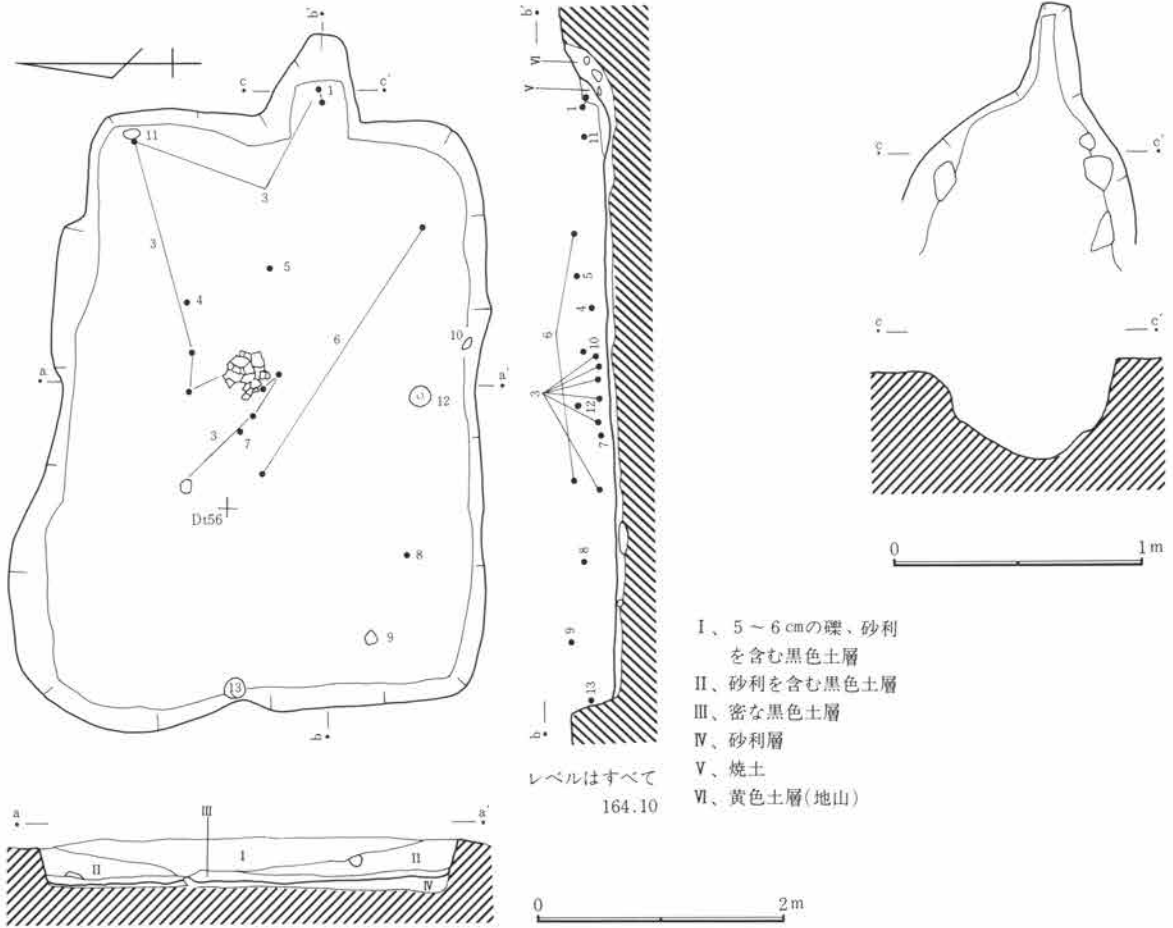 b'
c
c'
1
11
3
3
5
4
6
10
a
a'
12
3
7
Dt56
8
9
13
b
b'
VI
V
1
11
5
4
6
10
3
12
7
8
9
13
b
レベルはすべて
164.10
c
c'
c
c'
0
1m
I、5～6cmの礫、砂利
を含む黒色土層
II、砂利を含む黒色土層
III、密な黒色土層
IV、砂利層
V、焼土
VI、黄色土層(地山)
a
III
a'
I
II
II
IV
0
2m